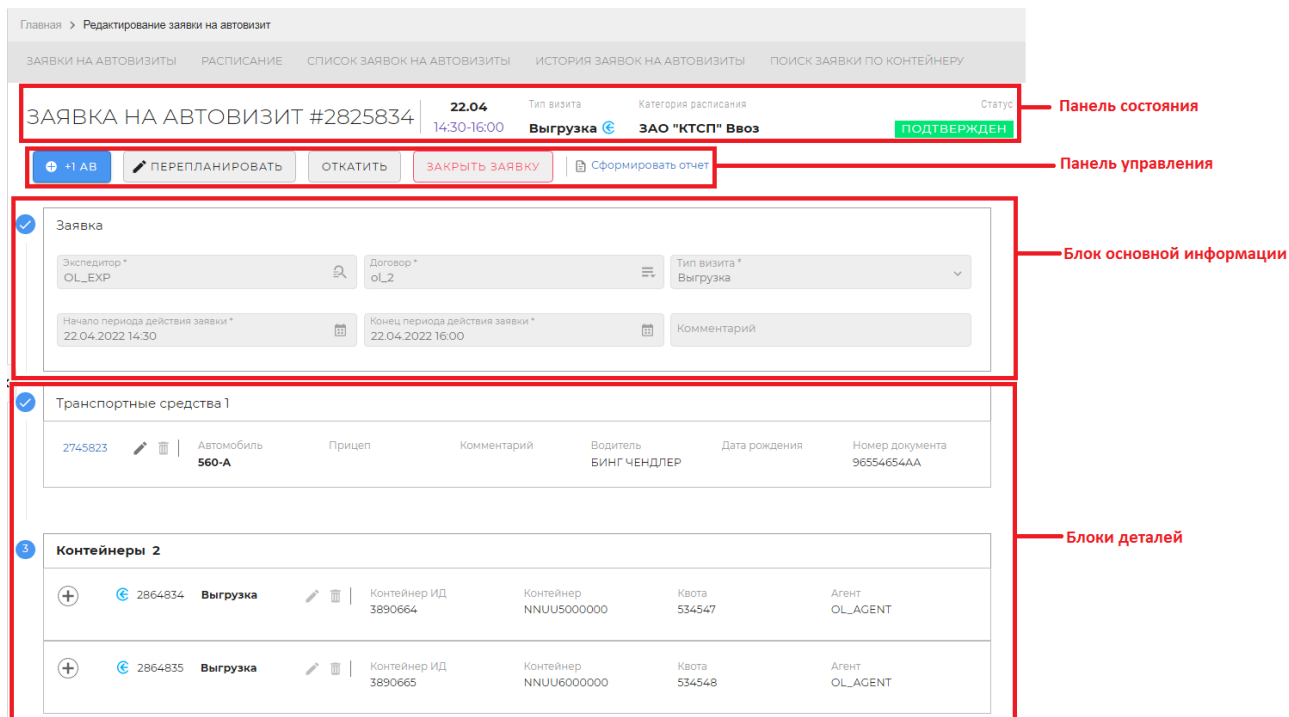 Главная > Редактирование заявки на автовизит
ЗАЯВКИ НА АВТОВИЗИТЫ РАСПИСАНИЕ СПИСОК ЗАЯВОК НА АВТОВИЗИТЫ ИСТОРИЯ ЗАЯВОК НА АВТОВИЗИТЫ ПОИСК ЗАЯВКИ ПО КОНТЕЙНЕРУ
ЗАЯВКА НА АВТОВИЗИТ #2825834
22.04
14:30-16:00
Тип визита
Выгрузка
Категория расписания
ЗАО "КТСП" Ввоз
Статус
ПОДТВЕРЖДЕН
Панель состояния
+1 АВ ПЕРЕПЛАНИРОВАТЬ ОТКАТИТЬ ЗАКРЫТЬ ЗАЯВКУ Сформировать отчет
Панель управления
Заявка
Блок основной информации
Экспедитор *
OL_EXP
Договор *
ol_2
Тип визита *
Выгрузка
Начало периода действия заявки *
22.04.2022 14:30
Конец периода действия заявки *
22.04.2022 16:00
Комментарий
Транспортные средства 1
2745823
Автомобиль
560-А
Прицеп
Комментарий
Водитель
БИНГ ЧЕНДЛЕР
Дата рождения
Номер документа
96554654АА
Блоки деталей
3
Контейнеры 2
2864834 Выгрузка
Контейнер ИД
3890664
Контейнер
NNUU5000000
Квота
534547
Агент
OL_AGENT
2864835 Выгрузка
Контейнер ИД
3890665
Контейнер
NNUU6000000
Квота
534548
Агент
OL_AGENT